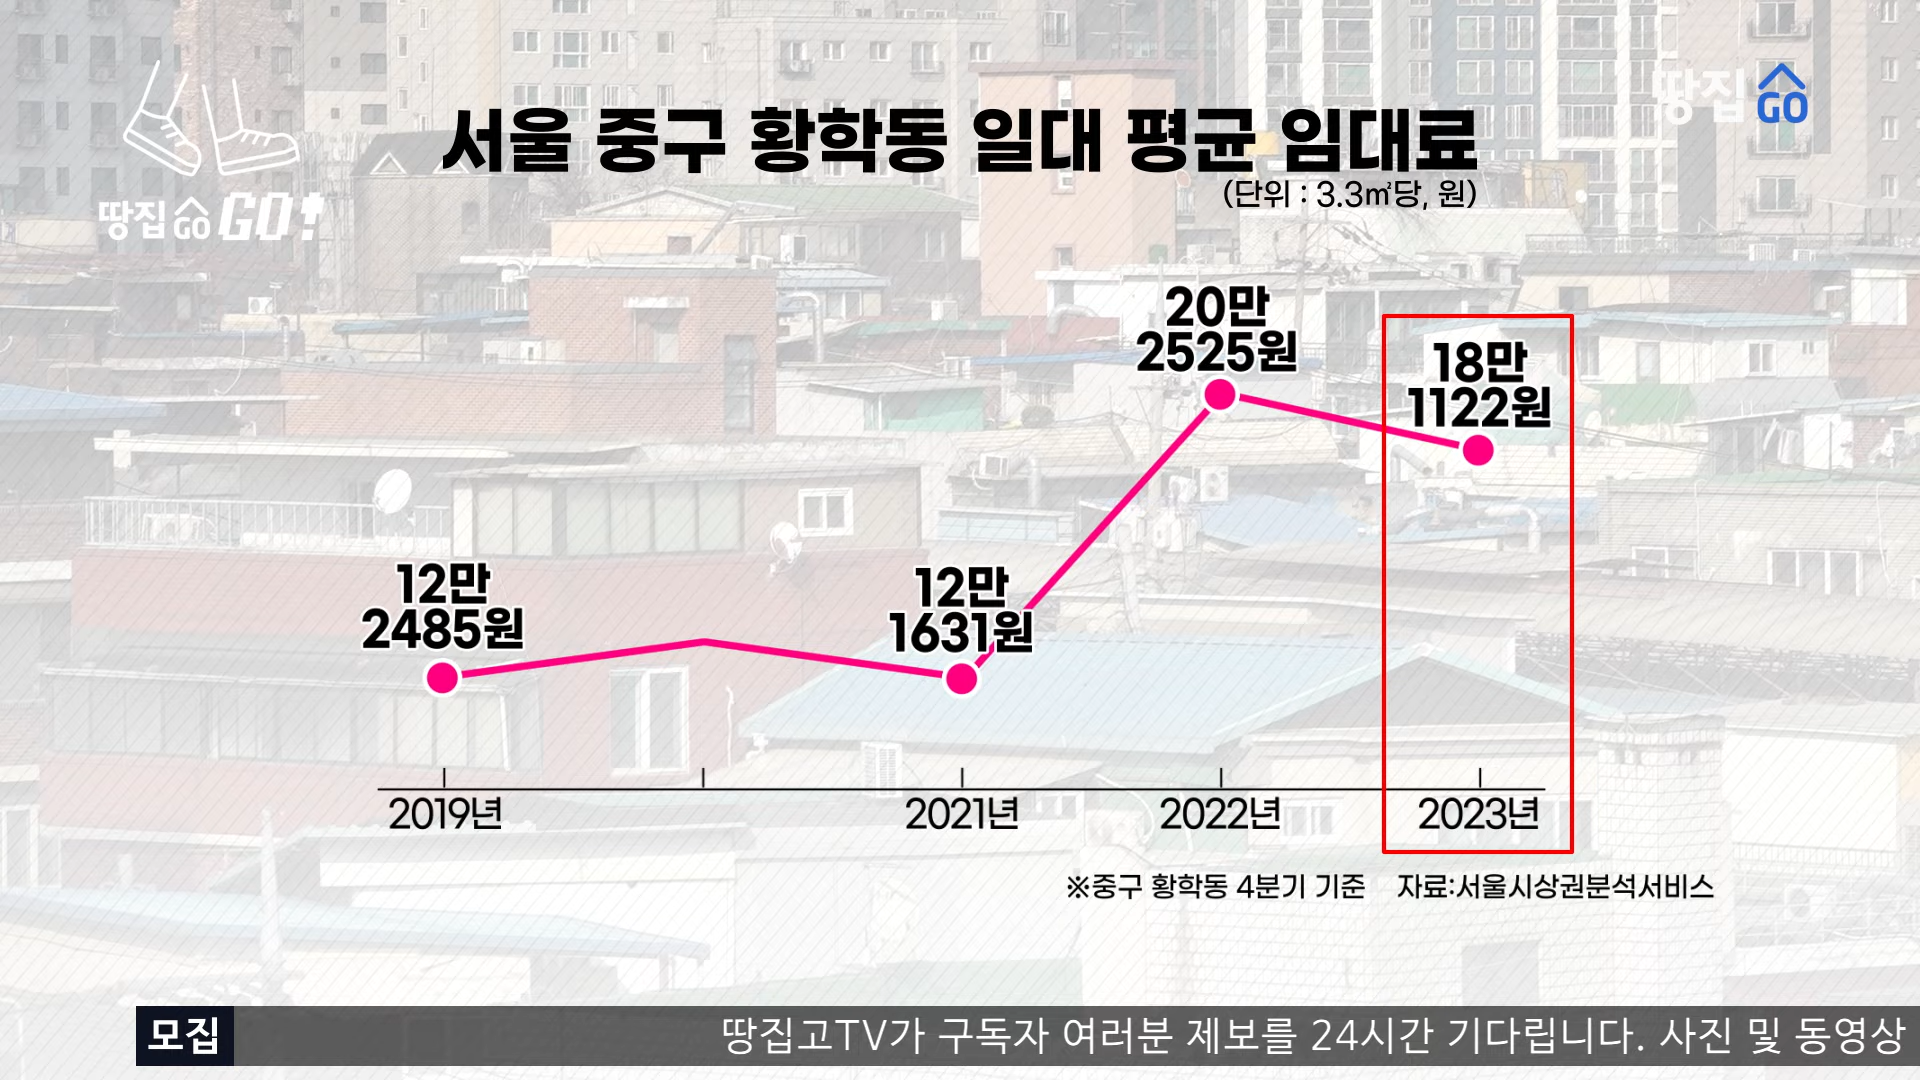 땅집GO
땅집GO GO!
서울 중구 황학동 일대 평균 임대료
(단위 : 3.3㎡당, 원)
12만
2485원
12만
1631원
20만
2525원
18만
1122원
2019년
2021년
2022년
2023년
※중구 황학동 4분기 기준
자료:서울시상권분석서비스
모집
땅집고TV가 구독자 여러분 제보를 24시간 기다립니다. 사진 및 동영상